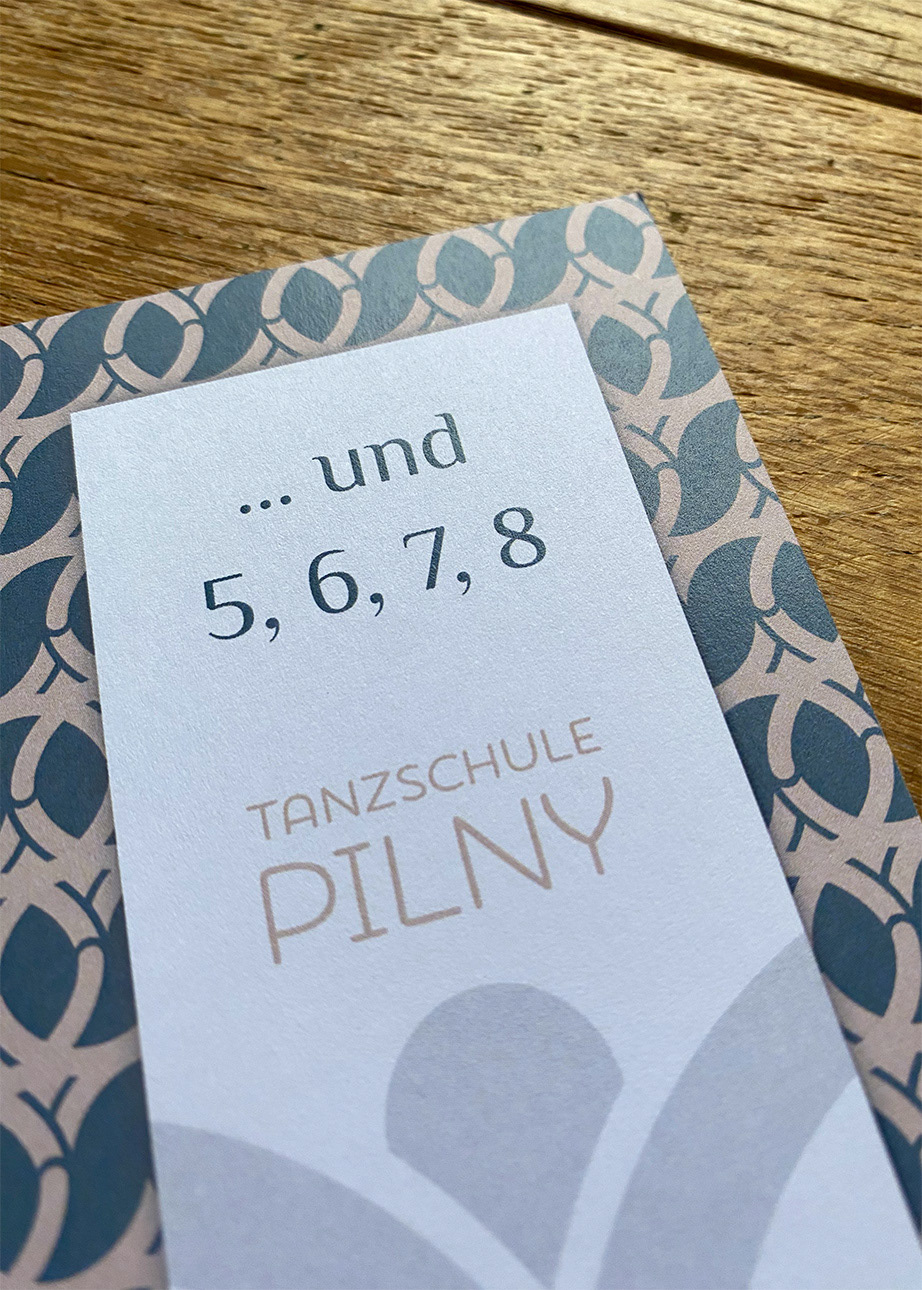 ... und
5, 6, 7, 8
TANZSCHULE
PILNY